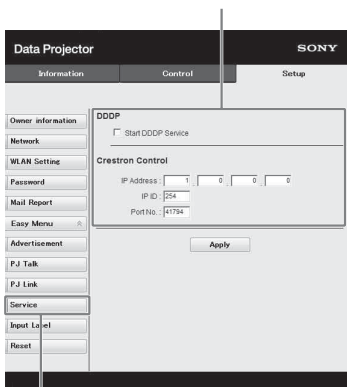 Data Projector
SONY
Information
Control
Setup
Owner information
Network
WLAN Setting
Password
Mail Report
Easy Menu
Advertisement
PJ Talk
PJ Link
Service
Input Label
Reset
DDDP
Start DDDP Service
Crestron Control
IP Address : 1 . 0 . 0 . 0
IP ID : 254
Port No. : 41794
Apply